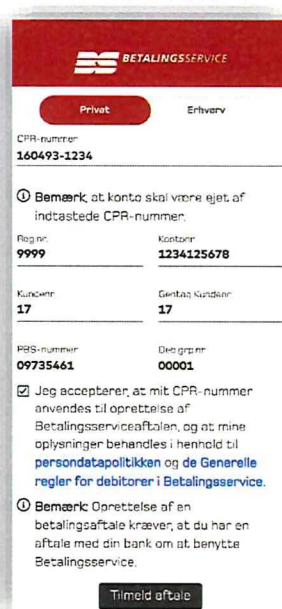 BETALINGSSERVICE
Privat Erhverv
CPR-nummer
160493-1234
Bemærk, at konto skal være ejet af
indtastede CPR-nummer.
Reg.nr. Kontonr
9999 1234125678
Kundenr Gentag Kundenr
17 17
PBS-nummer Deb.grp.nr
09735461 00001
Jeg accepterer, at mit CPR-nummer
anvendes til oprettelse af
Betalingsserviceaftalen, og at mine
oplysninger behandles i henhold til
persondatapolitikken og de Generelle
regler for debitorer i Betalingsservice.
Bemærk: Oprettelse af en
betalingsaftale kræver, at du har en
aftale med din bank om at benytte
Betalingsservice.
Tilmeld aftale